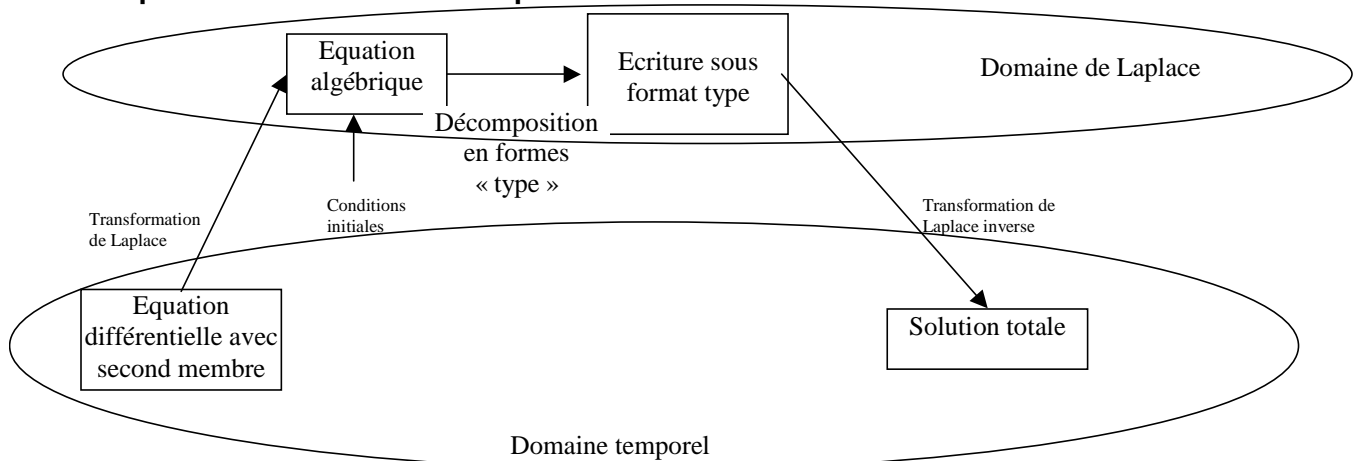 Equation
algébrique
Ecriture sous
format type
Domaine de Laplace
Décomposition
en formes
« type »
Transformation
de Laplace
Conditions
initiales
Transformation de
Laplace inverse
Equation
différentielle avec
second membre
Solution totale
Domaine temporel